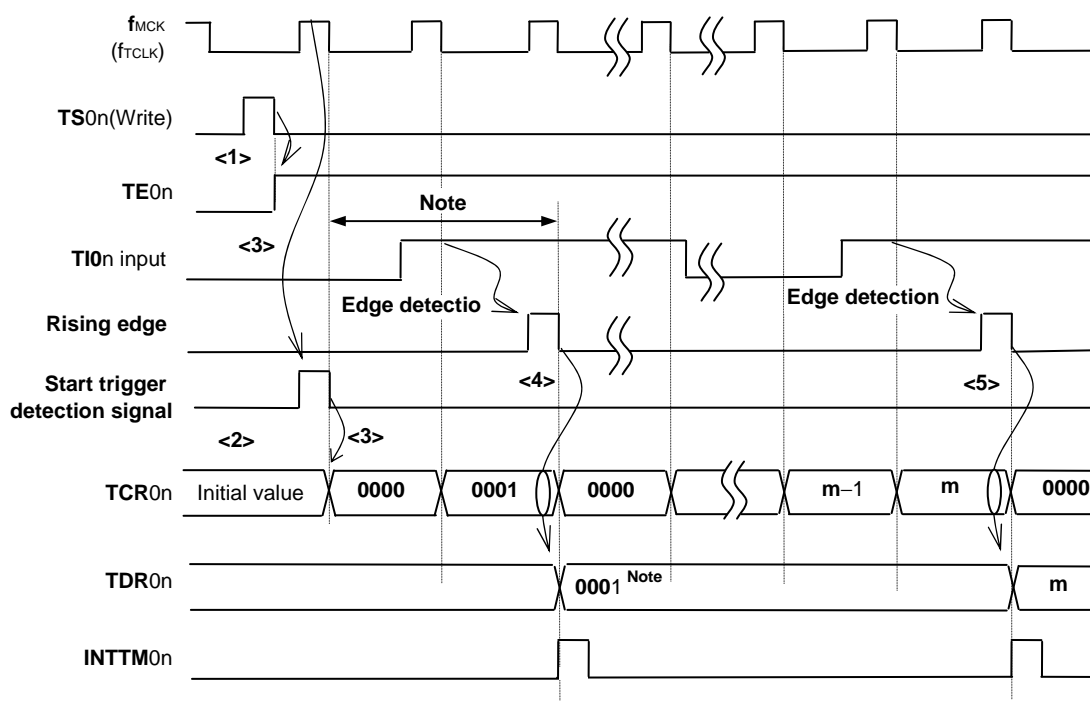 fMCK
(fTCLK)
TS0n(Write)
<1>
TE0n
Note
<3>
TI0n input
Edge detectio
Edge detection
Rising edge
<4>
<5>
Start trigger
detection signal
<2>
<3>
TCR0n
Initial value
0000
0001
0000
m−1
m
0000
TDR0n
0001 Note
m
INTTM0n